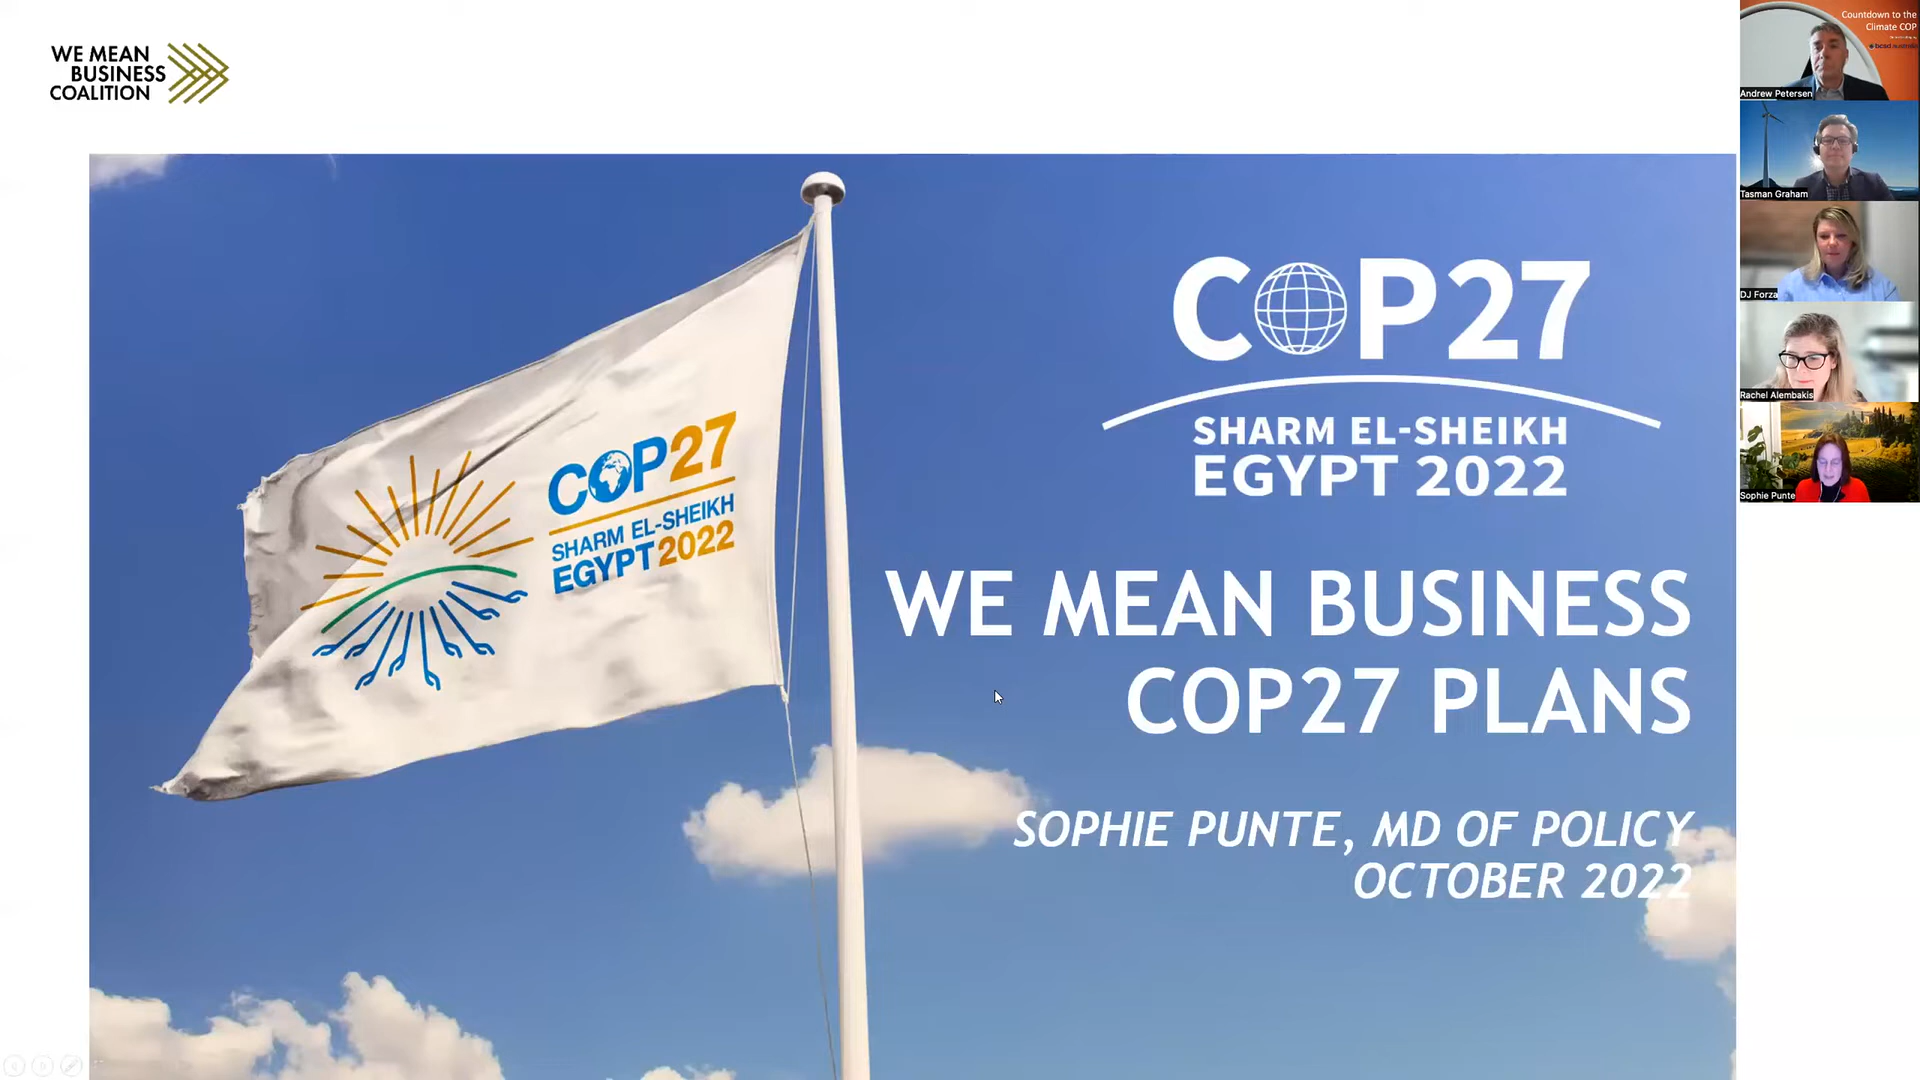 WE MEAN
BUSINESS
COALITION
COP27
SHARM EL-SHEIKH
EGYPT 2022
COP27
SHARM EL-SHEIKH
EGYPT 2022
WE MEAN BUSINESS
COP27 PLANS
SOPHIE PUNTE, MD OF POLICY
OCTOBER 2022
Countdown to the
Climate COP
Andrew Petersen
Tasman Graham
DJ Forza
Rachel Alembakis
Sophie Punte